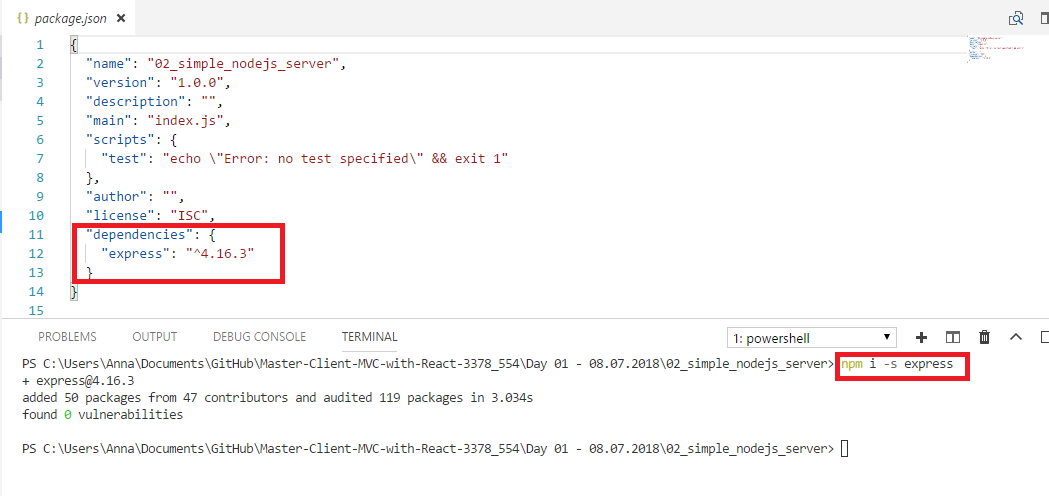 {} package.json ×
1 {
2 "name": "02_simple_nodejs_server",
3 "version": "1.0.0",
4 "description": "",
5 "main": "index.js",
6 "scripts": {
7 "test": "echo \"Error: no test specified\" && exit 1"
8 },
9 "author": "",
10 "license": "ISC",
11 "dependencies": {
12 "express": "^4.16.3"
13 }
14 }
15
PROBLEMS OUTPUT DEBUG CONSOLE TERMINAL 1: powershell
PS C:\Users\Anna\Documents\GitHub\Master-Client-MVC-with-React-3378_554\Day 01 - 08.07.2018\02_simple_nodejs_server> npm i -s express
+ express@4.16.3
added 50 packages from 47 contributors and audited 119 packages in 3.034s
found 0 vulnerabilities
PS C:\Users\Anna\Documents\GitHub\Master-Client-MVC-with-React-3378_554\Day 01 - 08.07.2018\02_simple_nodejs_server>